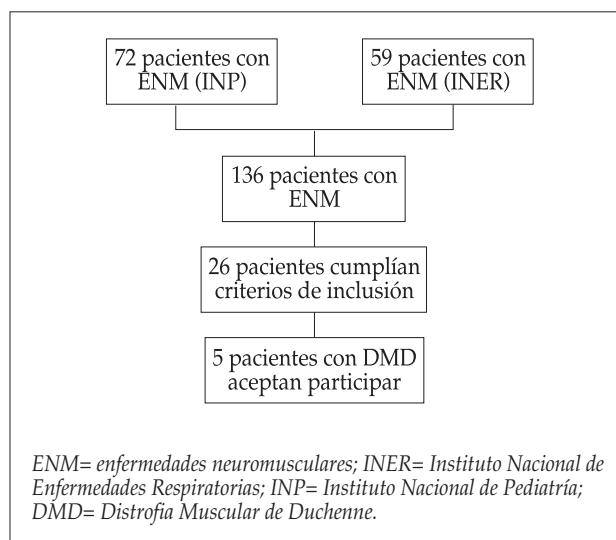 72 pacientes con
ENM (INP)
59 pacientes con
ENM (INER)
136 pacientes con
ENM
26 pacientes cumplían
criterios de inclusión
5 pacientes con DMD
aceptan participar
ENM= enfermedades neuromusculares; INER= Instituto Nacional de
Enfermedades Respiratorias; INP= Instituto Nacional de Pediatría;
DMD= Distrofia Muscular de Duchenne.